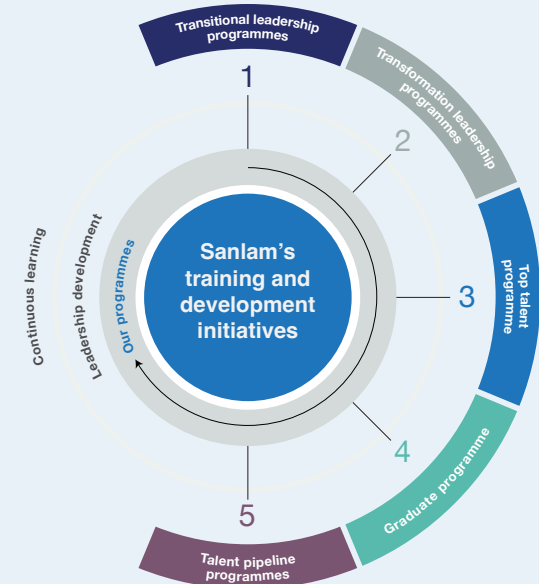 Transitional leadership
programmes
1
Transformation leadership
programmes
2
Top talent
programme
3
Graduate programme
4
Talent pipeline
programmes
5
Continuous learning
Leadership development
Our programmes
Sanlam’s
training and
development
initiatives